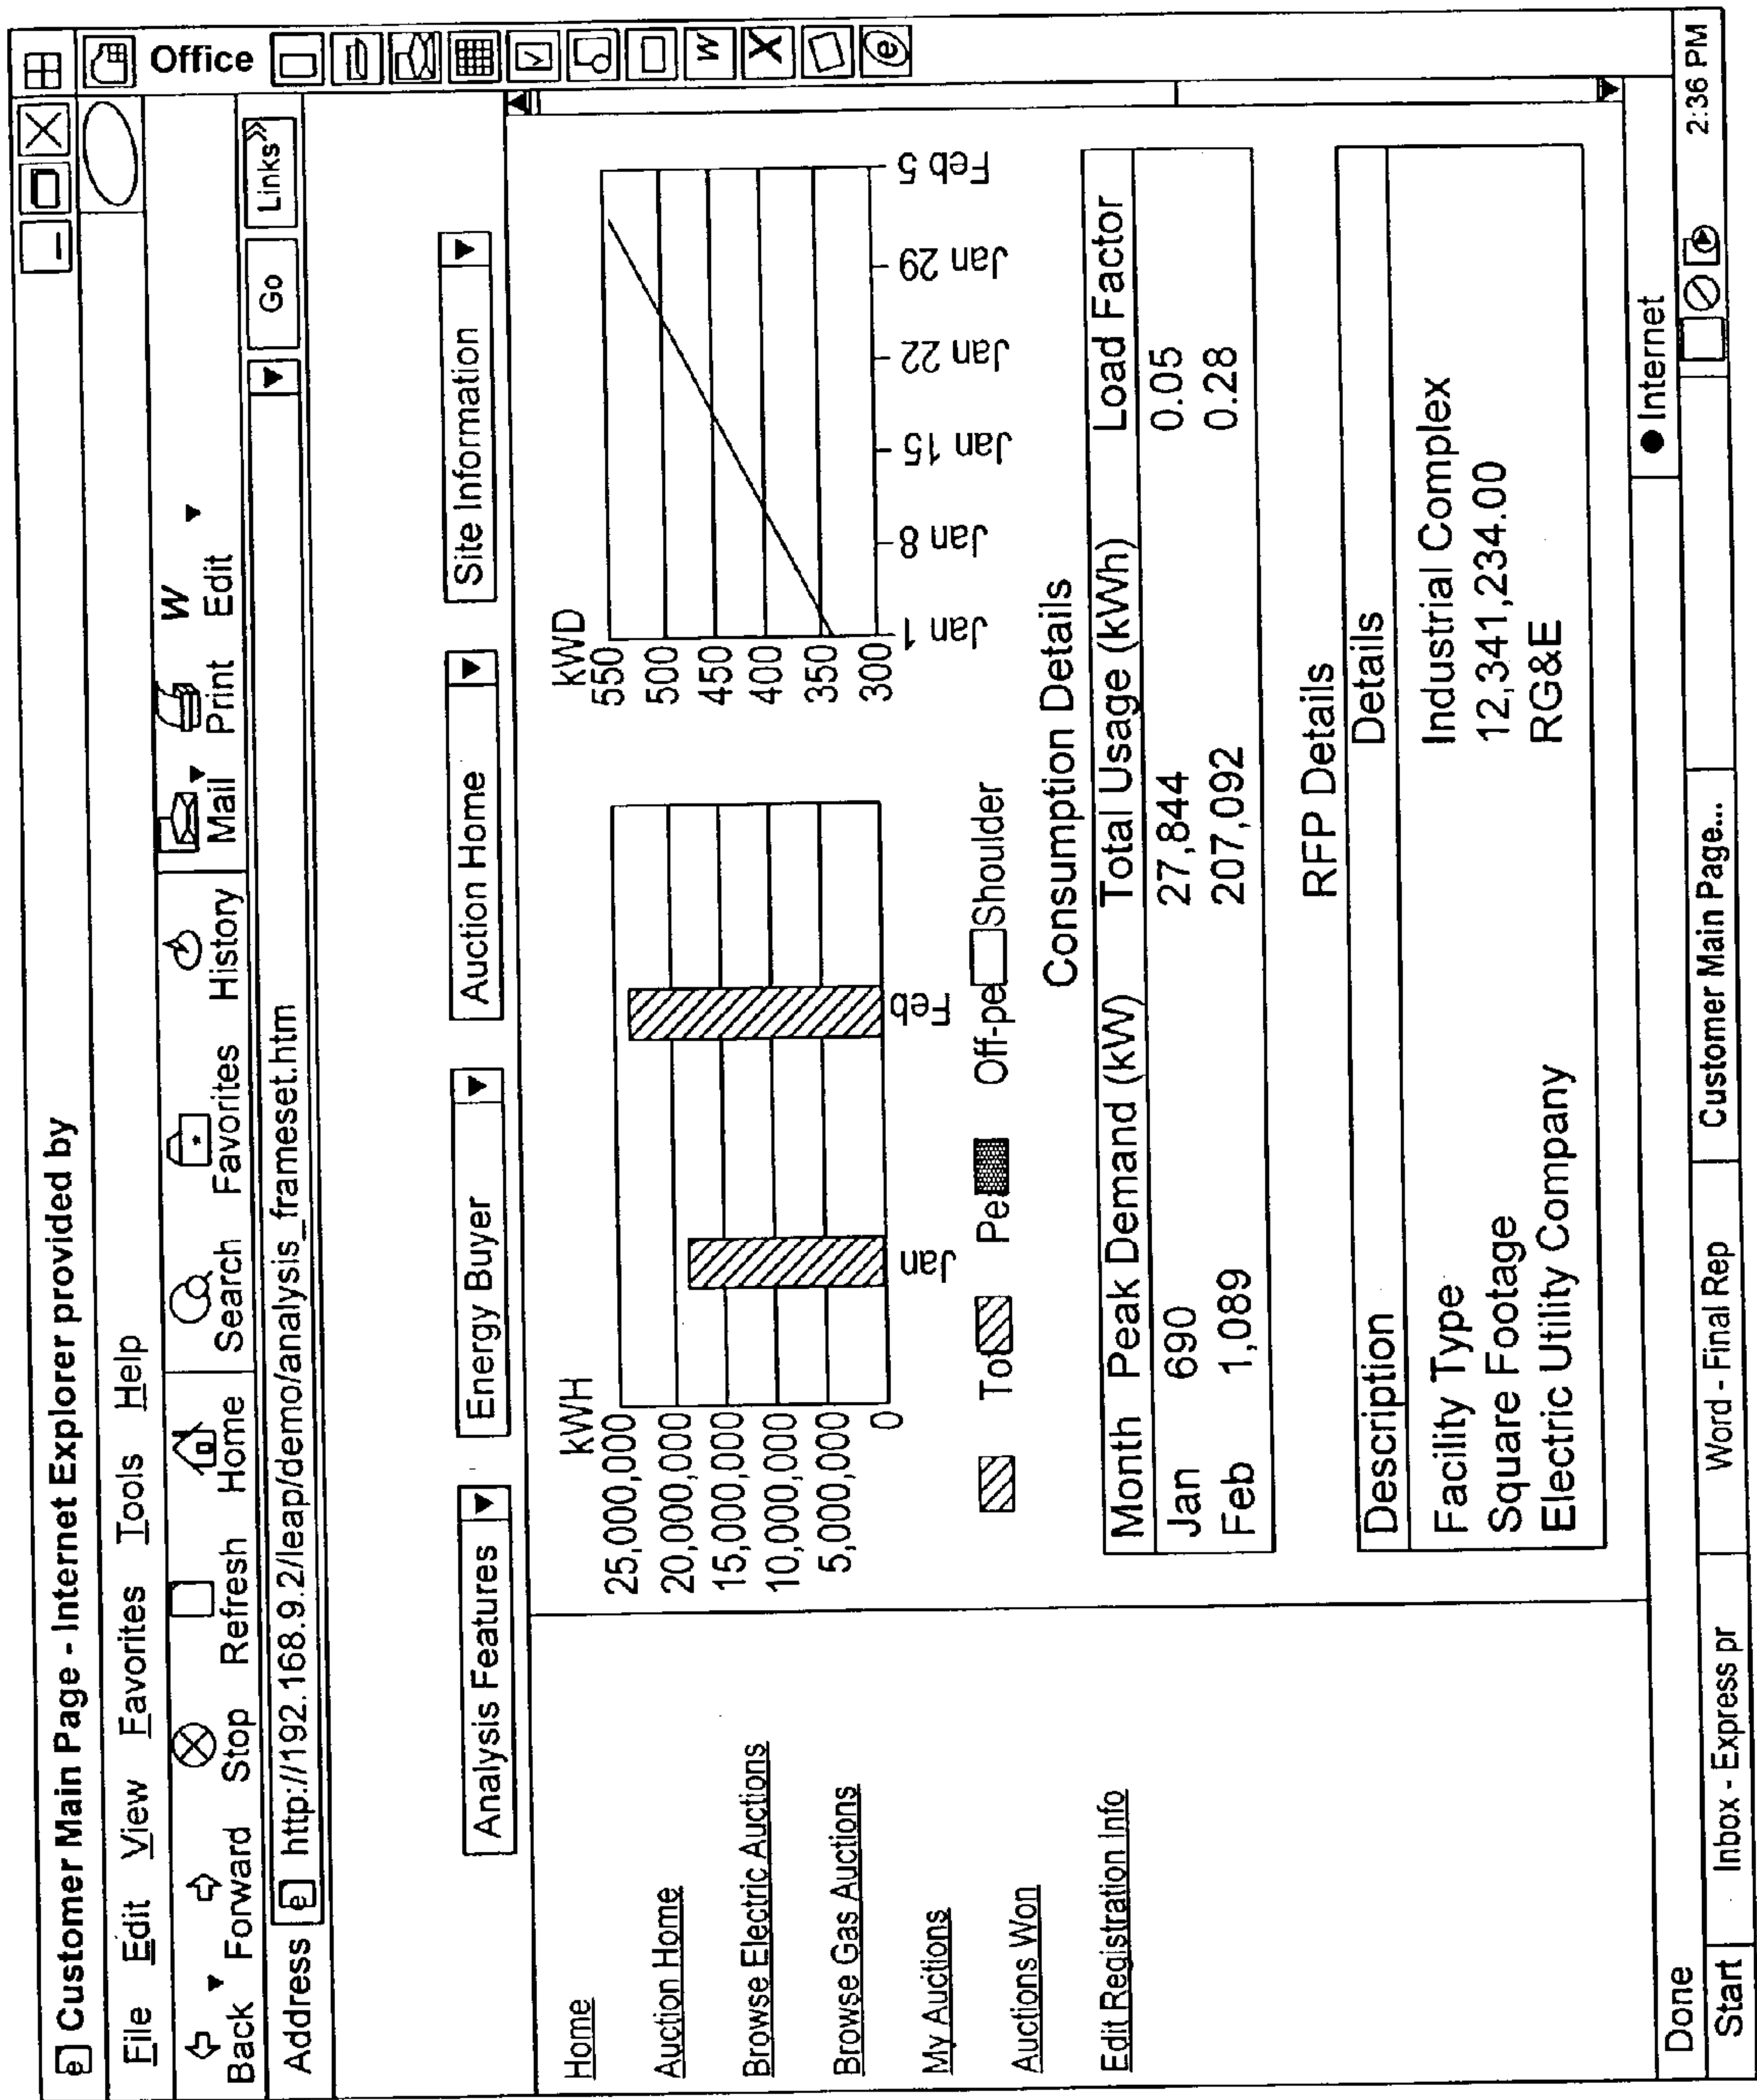 Customer Main Page - Internet Explorer provided by
File Edit View Favorites Tools Help
Back Forward Stop Refresh Home Search Favorites History Mail Print Edit
Address http://192.168.9.2/leap/demo/analysis_frameset.htm Go Links»
Office
Analysis Features Energy Buyer Auction Home Site Information
Home
Auction Home
Browse Electric Auctions
Browse Gas Auctions
My Auctions
Auctions Won
Edit Registration Info
KWH
25,000,000
20,000,000
15,000,000
10,000,000
5,000,000
0
Jan Feb
Tot Pe Off-pe Shoulder
KWD
550
500
450
400
350
300
Jan 1 Jan 8 Jan 15 Jan 22 Jan 29 Feb 5
Consumption Details
Month Peak Demand (kW) Total Usage (kWh) Load Factor
Jan 690 27,844 0.05
Feb 1,089 207,092 0.28
RFP Details
Description Details
Facility Type Industrial Complex
Square Footage 12,341,234.00
Electric Utility Company RG&E
Done Internet
Start Inbox - Express pr Word - Final Rep Customer Main Page... 2:36 PM